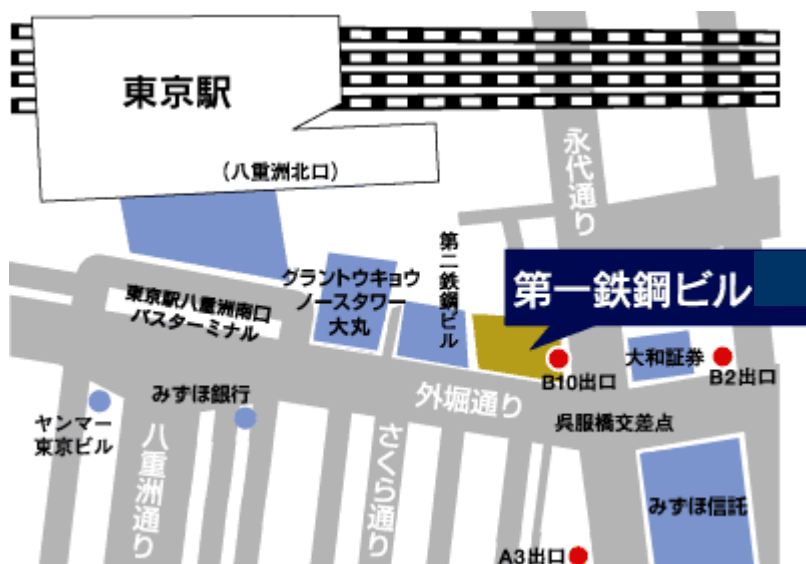 東京駅
（八重洲北口）
永代通り
第二鉄鋼ビル
第一鉄鋼ビル
グラントウキョウ
ノースタワー
大丸
東京駅八重洲南口
バスターミナル
大和証券
B10出口
B2出口
みずほ銀行
外堀通り
呉服橋交差点
ヤンマー
東京ビル
八重洲通り
さくら通り
みずほ信託
A3出口